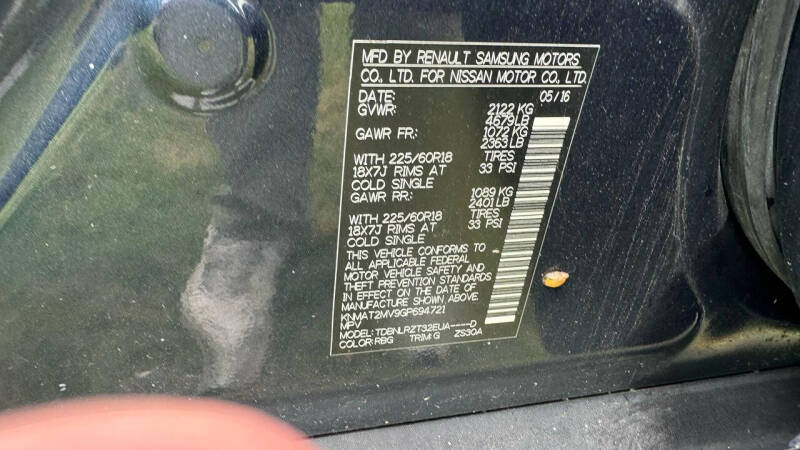 MFD BY RENAULT SAMSUNG MOTORS
CO., LTD. FOR NISSAN MOTOR CO., LTD.
DATE: 05/16
GVWR: 2122 KG
4679LB
GAWR FR: 1072 KG
2363 LB
WITH 225/60R18 TIRES
18X7J RIMS AT 33 PSI
COLD SINGLE
GAWR RR: 1089 KG
2401 LB
WITH 225/60R18 TIRES
18X7J RIMS AT 33 PSI
COLD SINGLE
THIS VEHICLE CONFORMS TO
ALL APPLICABLE FEDERAL
MOTOR VEHICLE SAFETY AND
THEFT PREVENTION STANDARDS
IN EFFECT ON THE DATE OF
MANUFACTURE SHOWN ABOVE.
KNMAT2MV9GP694721
MPV
MODEL: TDBNLRZT32EUA----D
COLOR: RBG TRIM: G ZS30A